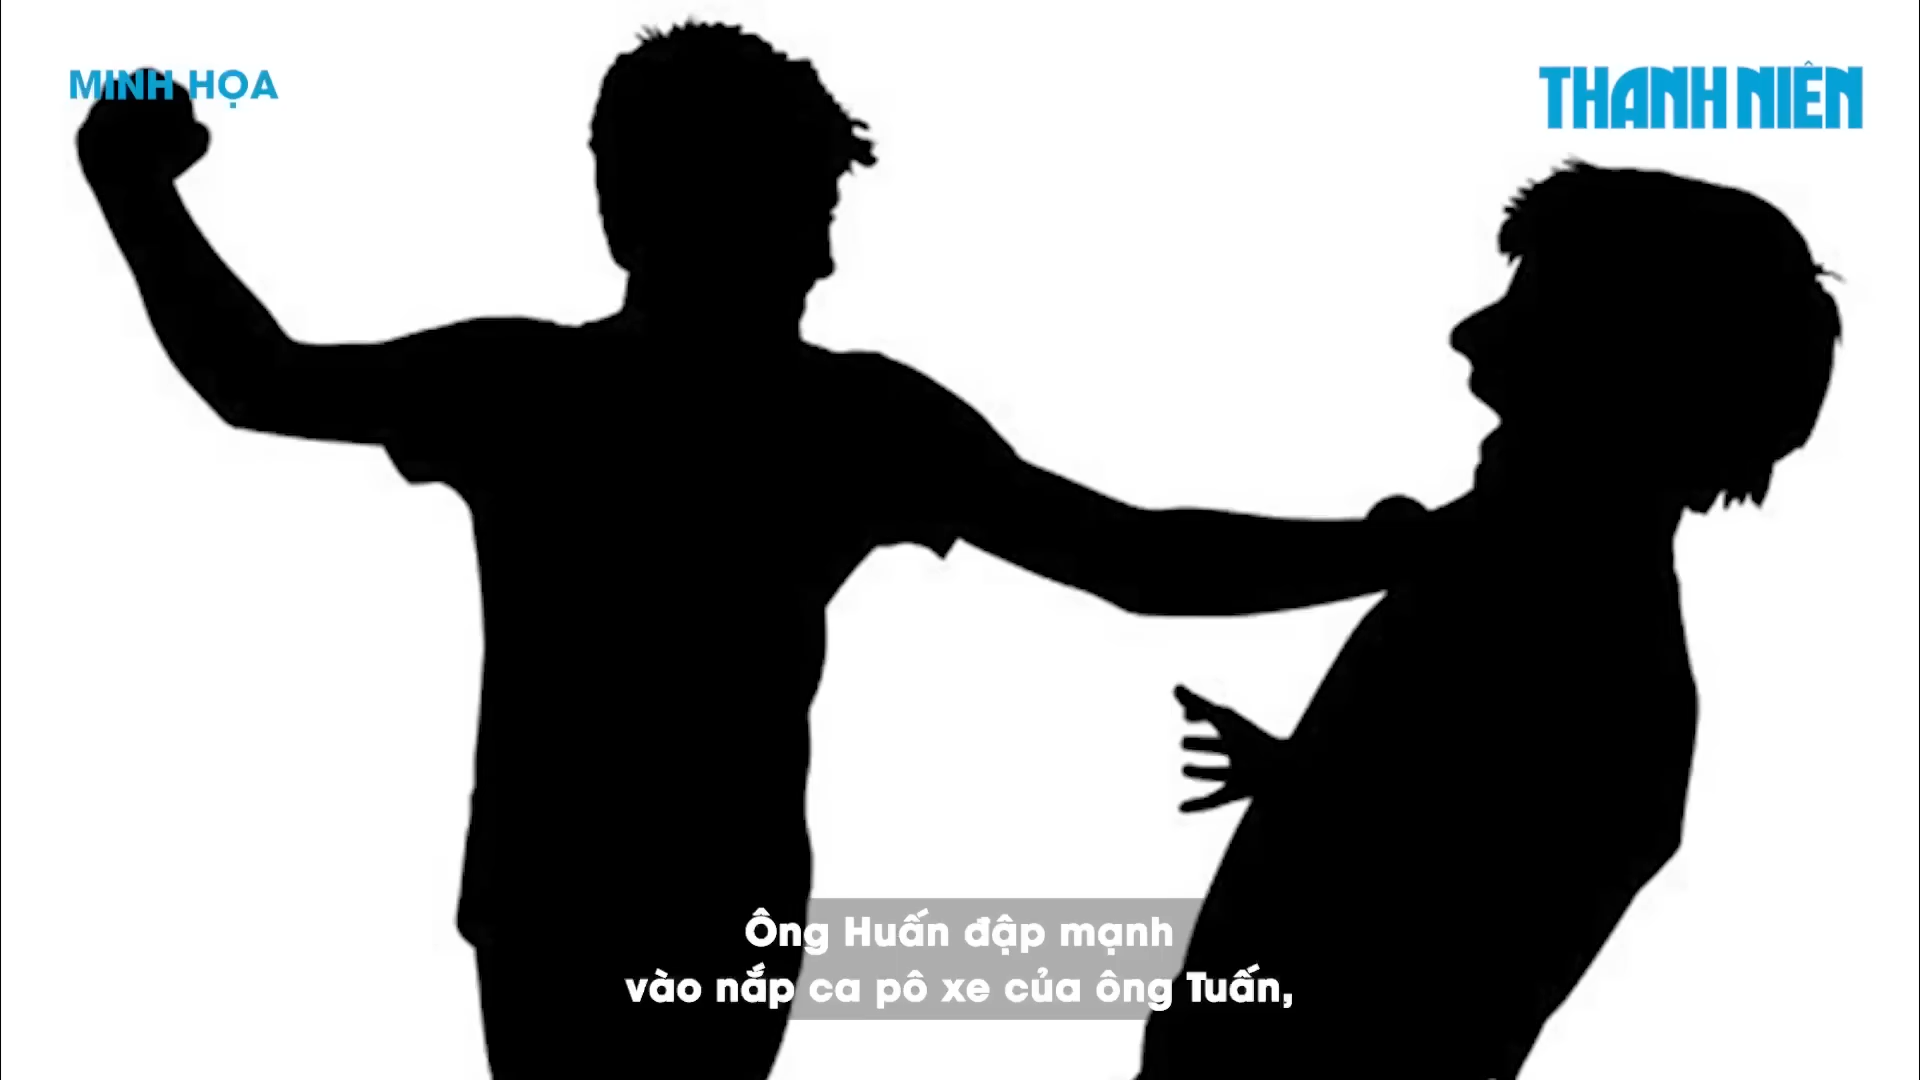 MINH HỌA
THANH NIÊN
Ông Huấn đập mạnh
vào nắp ca pô xe của ông Tuấn,